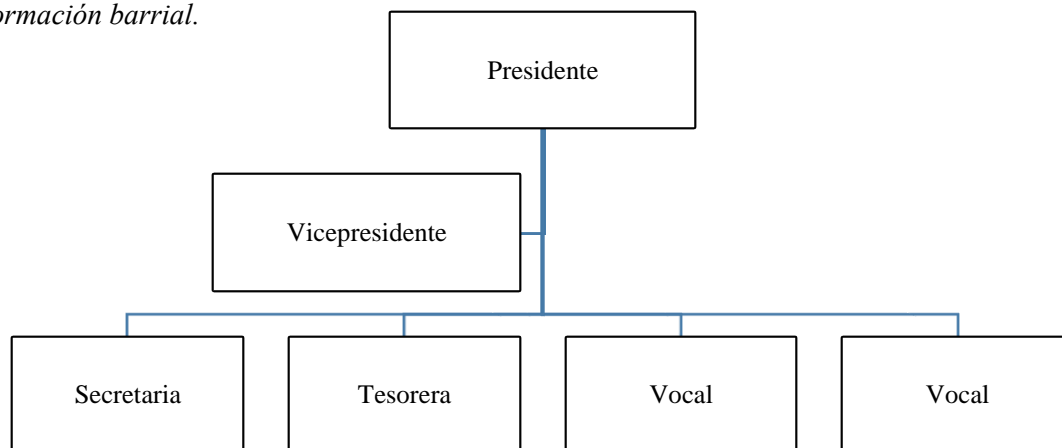 ormación barrial.
Presidente
Vicepresidente
Secretaria
Tesorera
Vocal
Vocal